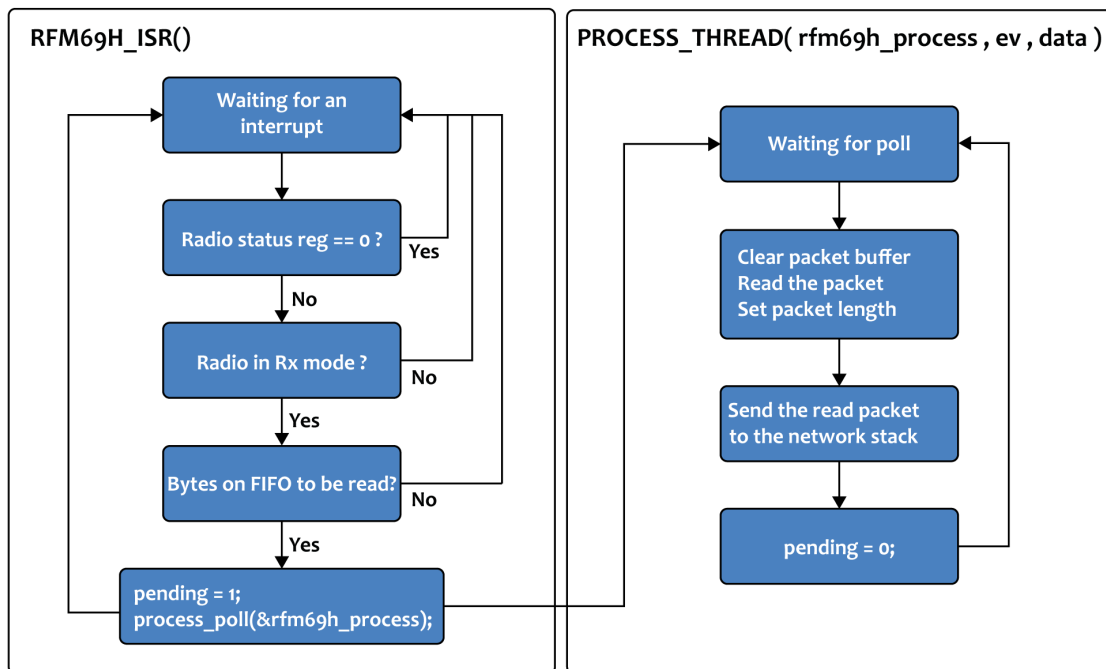 RFM69H_ISR()
Waiting for an
interrupt
Radio status reg == 0 ?
Yes
No
Radio in Rx mode ?
No
Yes
Bytes on FIFO to be read?
No
Yes
pending = 1;
process_poll(&rfm69h_process);
PROCESS_THREAD( rfm69h_process , ev , data )
Waiting for poll
Clear packet buffer
Read the packet
Set packet length
Send the read packet
to the network stack
pending = 0;